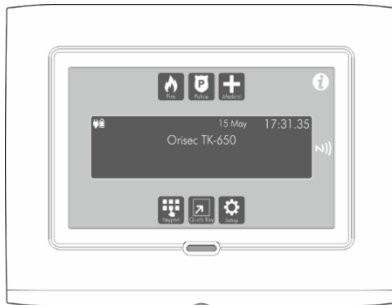 Fire Police Medical
15 May 17:31.35
Orisec TK-650
Keypad Quick Key Setup